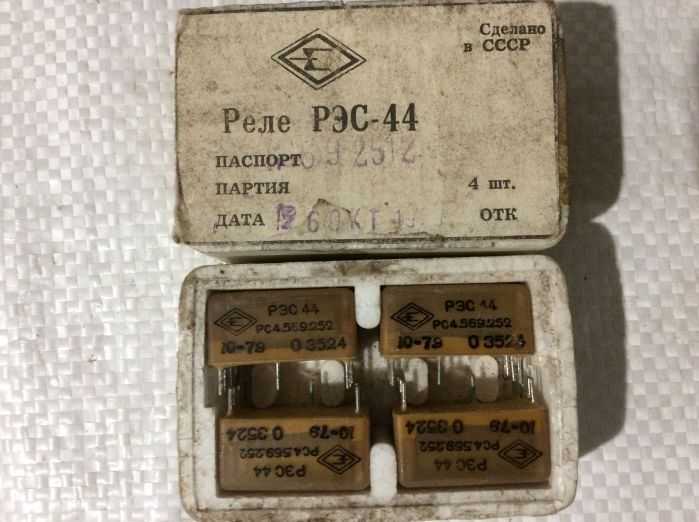 Сделано
в СССР
Реле РЭС-44
ПАСПОРТ
ПАРТИЯ 4 шт.
ДАТА ОТК
РЭС 44
РС4.569.252
10-79 0 3524
РЭС 44
РС4.569.252
10-79 0 3524
РЭС 44
РС4.569.252
10-79 0 3524
РЭС 44
РС4.569.252
10-79 0 3524